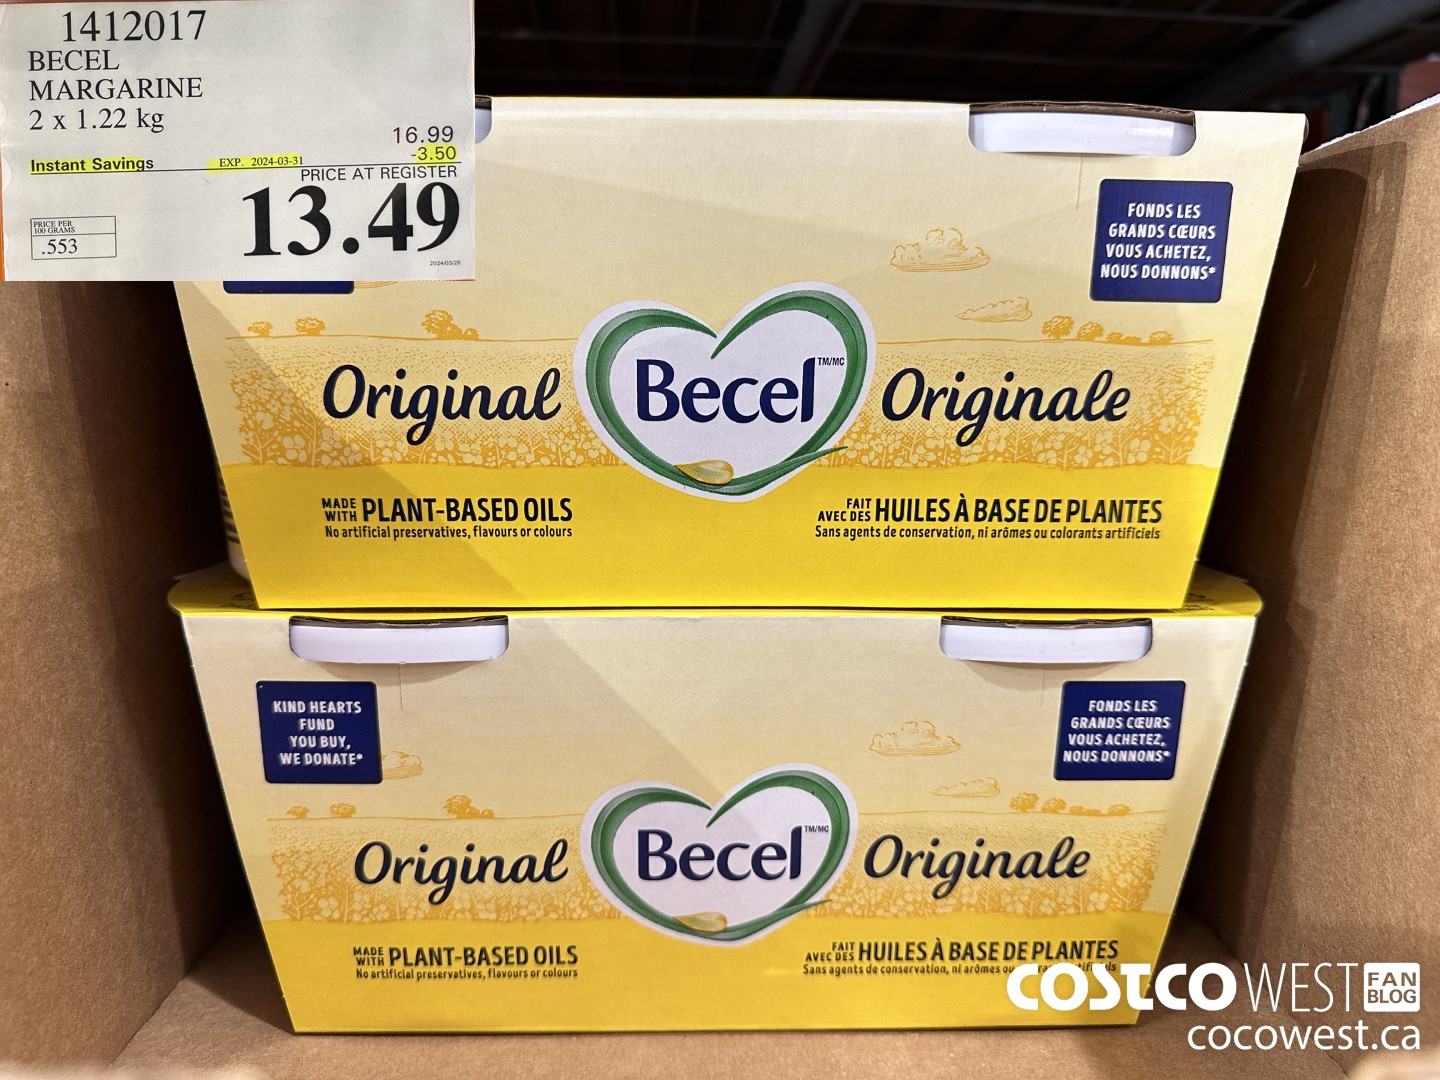 1412017
BECEL
MARGARINE
2 x 1.22 kg
16.99
Instant Savings EXP. 2024-03-31 -3.50
PRICE AT REGISTER
13.49
PRICE PER
100 GRAMS
.553
2024/03/28
FONDS LES
GRANDS CŒURS
VOUS ACHETEZ,
NOUS DONNONS*
Original Becel TM/MC Originale
MADE
WITH PLANT-BASED OILS
No artificial preservatives, flavours or colours
FAIT
AVEC DES HUILES À BASE DE PLANTES
Sans agents de conservation, ni arômes ou colorants artificiels
KIND HEARTS
FUND
YOU BUY,
WE DONATE*
FONDS LES
GRANDS CŒURS
VOUS ACHETEZ,
NOUS DONNONS*
Original Becel TM/MC Originale
MADE
WITH PLANT-BASED OILS
No artificial preservatives, flavours or colours
FAIT
AVEC DES HUILES À BASE DE PLANTES
Sans agents de conservation, ni arômes ou
COSTCO WEST FAN
BLOG
cocowest.ca